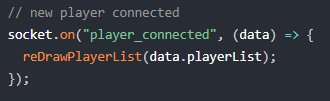 // new player connected
socket.on("player_connected", (data) => {
  reDrawPlayerList(data.playerList);
});